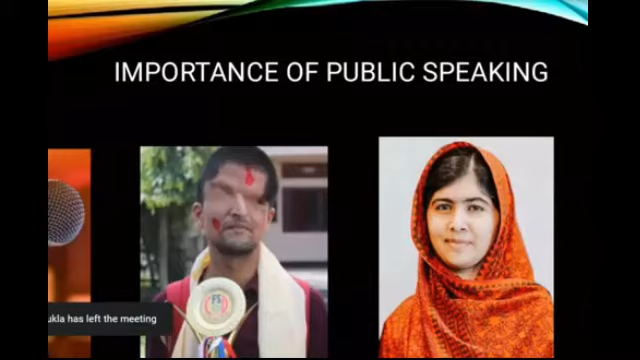 IMPORTANCE OF PUBLIC SPEAKING
ukla has left the meeting